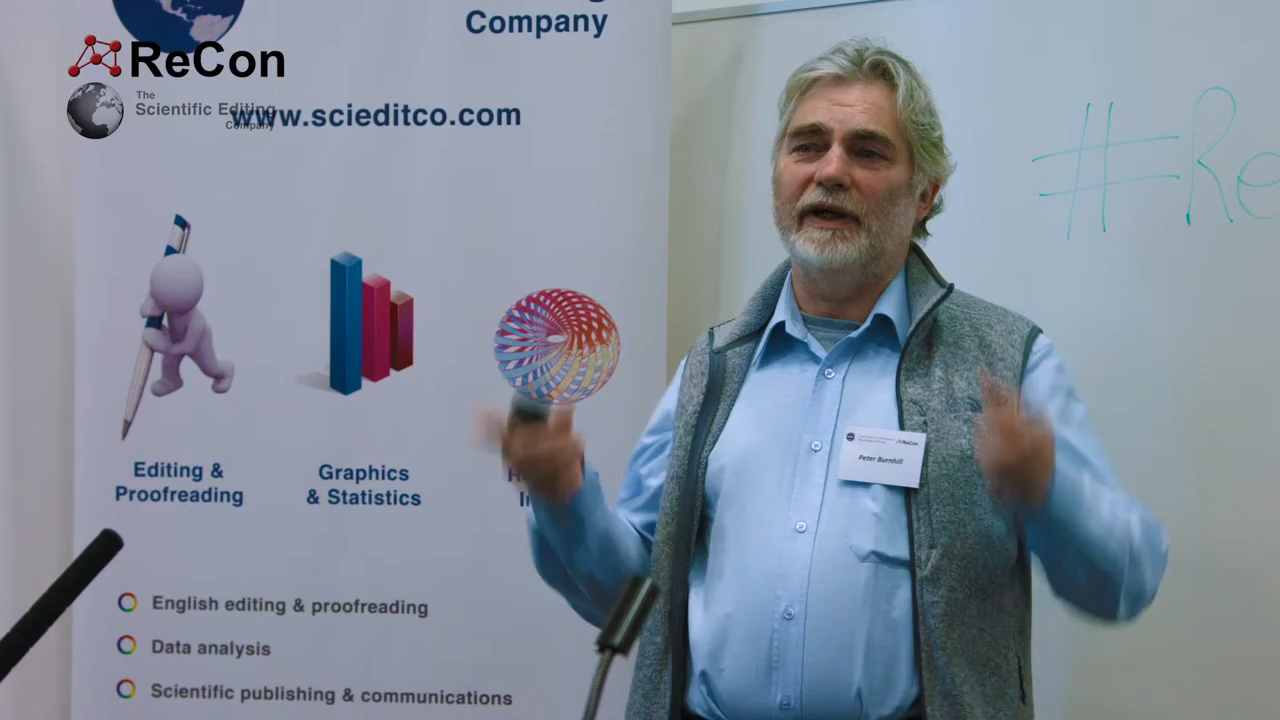 Company
ReCon
The
Scientific Editing
Company
www.scieditco.com
#Re
ReCon
Peter Burnhill
Editing &
Proofreading
Graphics
& Statistics
English editing & proofreading
Data analysis
Scientific publishing & communications